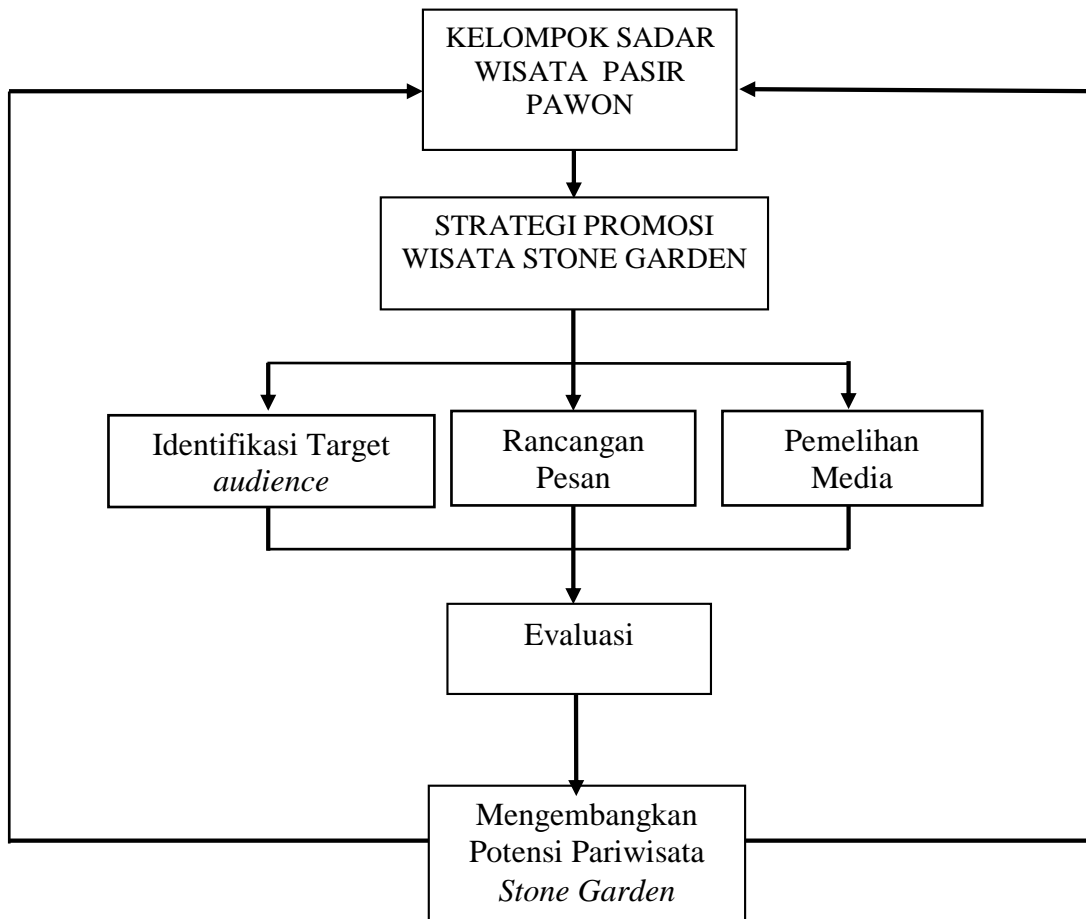 KELOMPOK SADAR
WISATA PASIR
PAWON
STRATEGI PROMOSI
WISATA STONE GARDEN
Identifikasi Target
audience
Rancangan
Pesan
Pemelihan
Media
Evaluasi
Mengembangkan
Potensi Pariwisata
Stone Garden